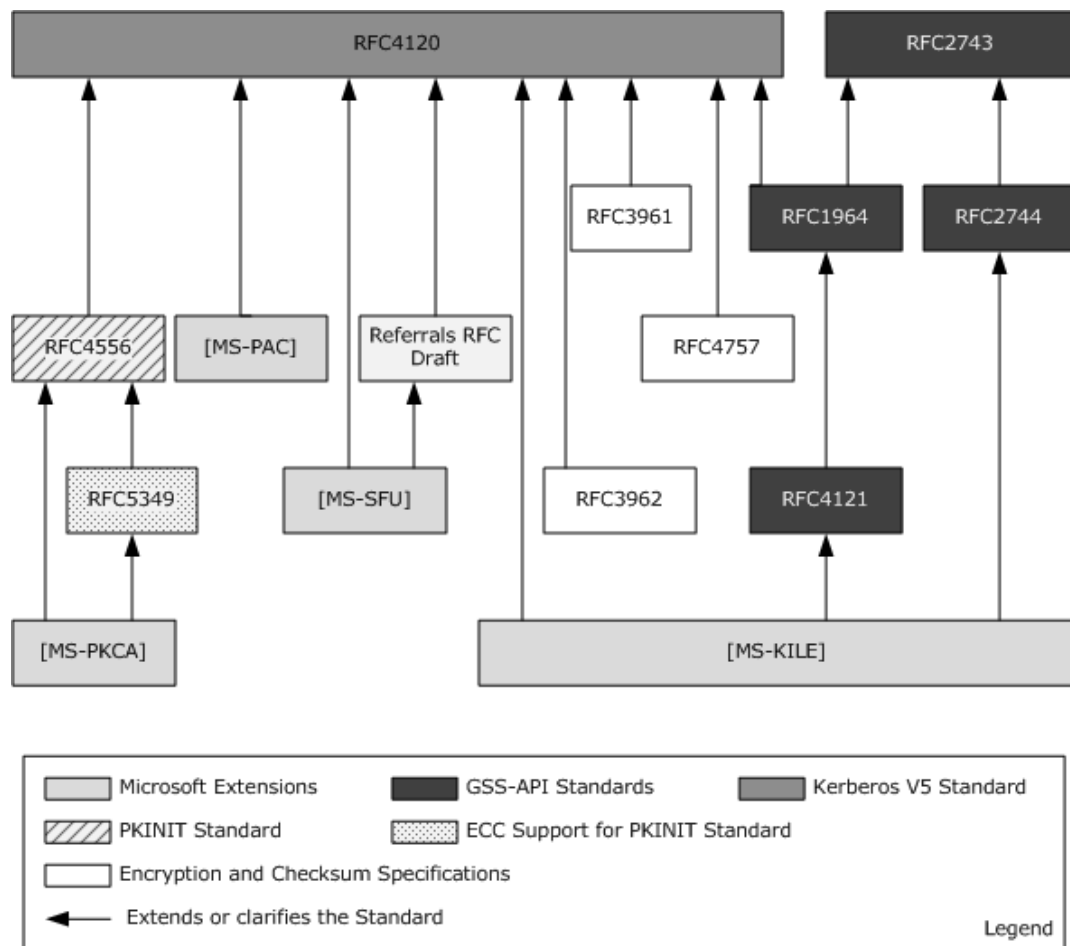 RFC4120
RFC2743
RFC3961
RFC1964
RFC2744
RFC4556
[MS-PAC]
Referrals RFC
Draft
RFC4757
RFC5349
[MS-SFU]
RFC3962
RFC4121
[MS-PKCA]
[MS-KILE]
Microsoft Extensions
GSS-API Standards
Kerberos V5 Standard
PKINIT Standard
ECC Support for PKINIT Standard
Encryption and Checksum Specifications
Extends or clarifies the Standard
Legend